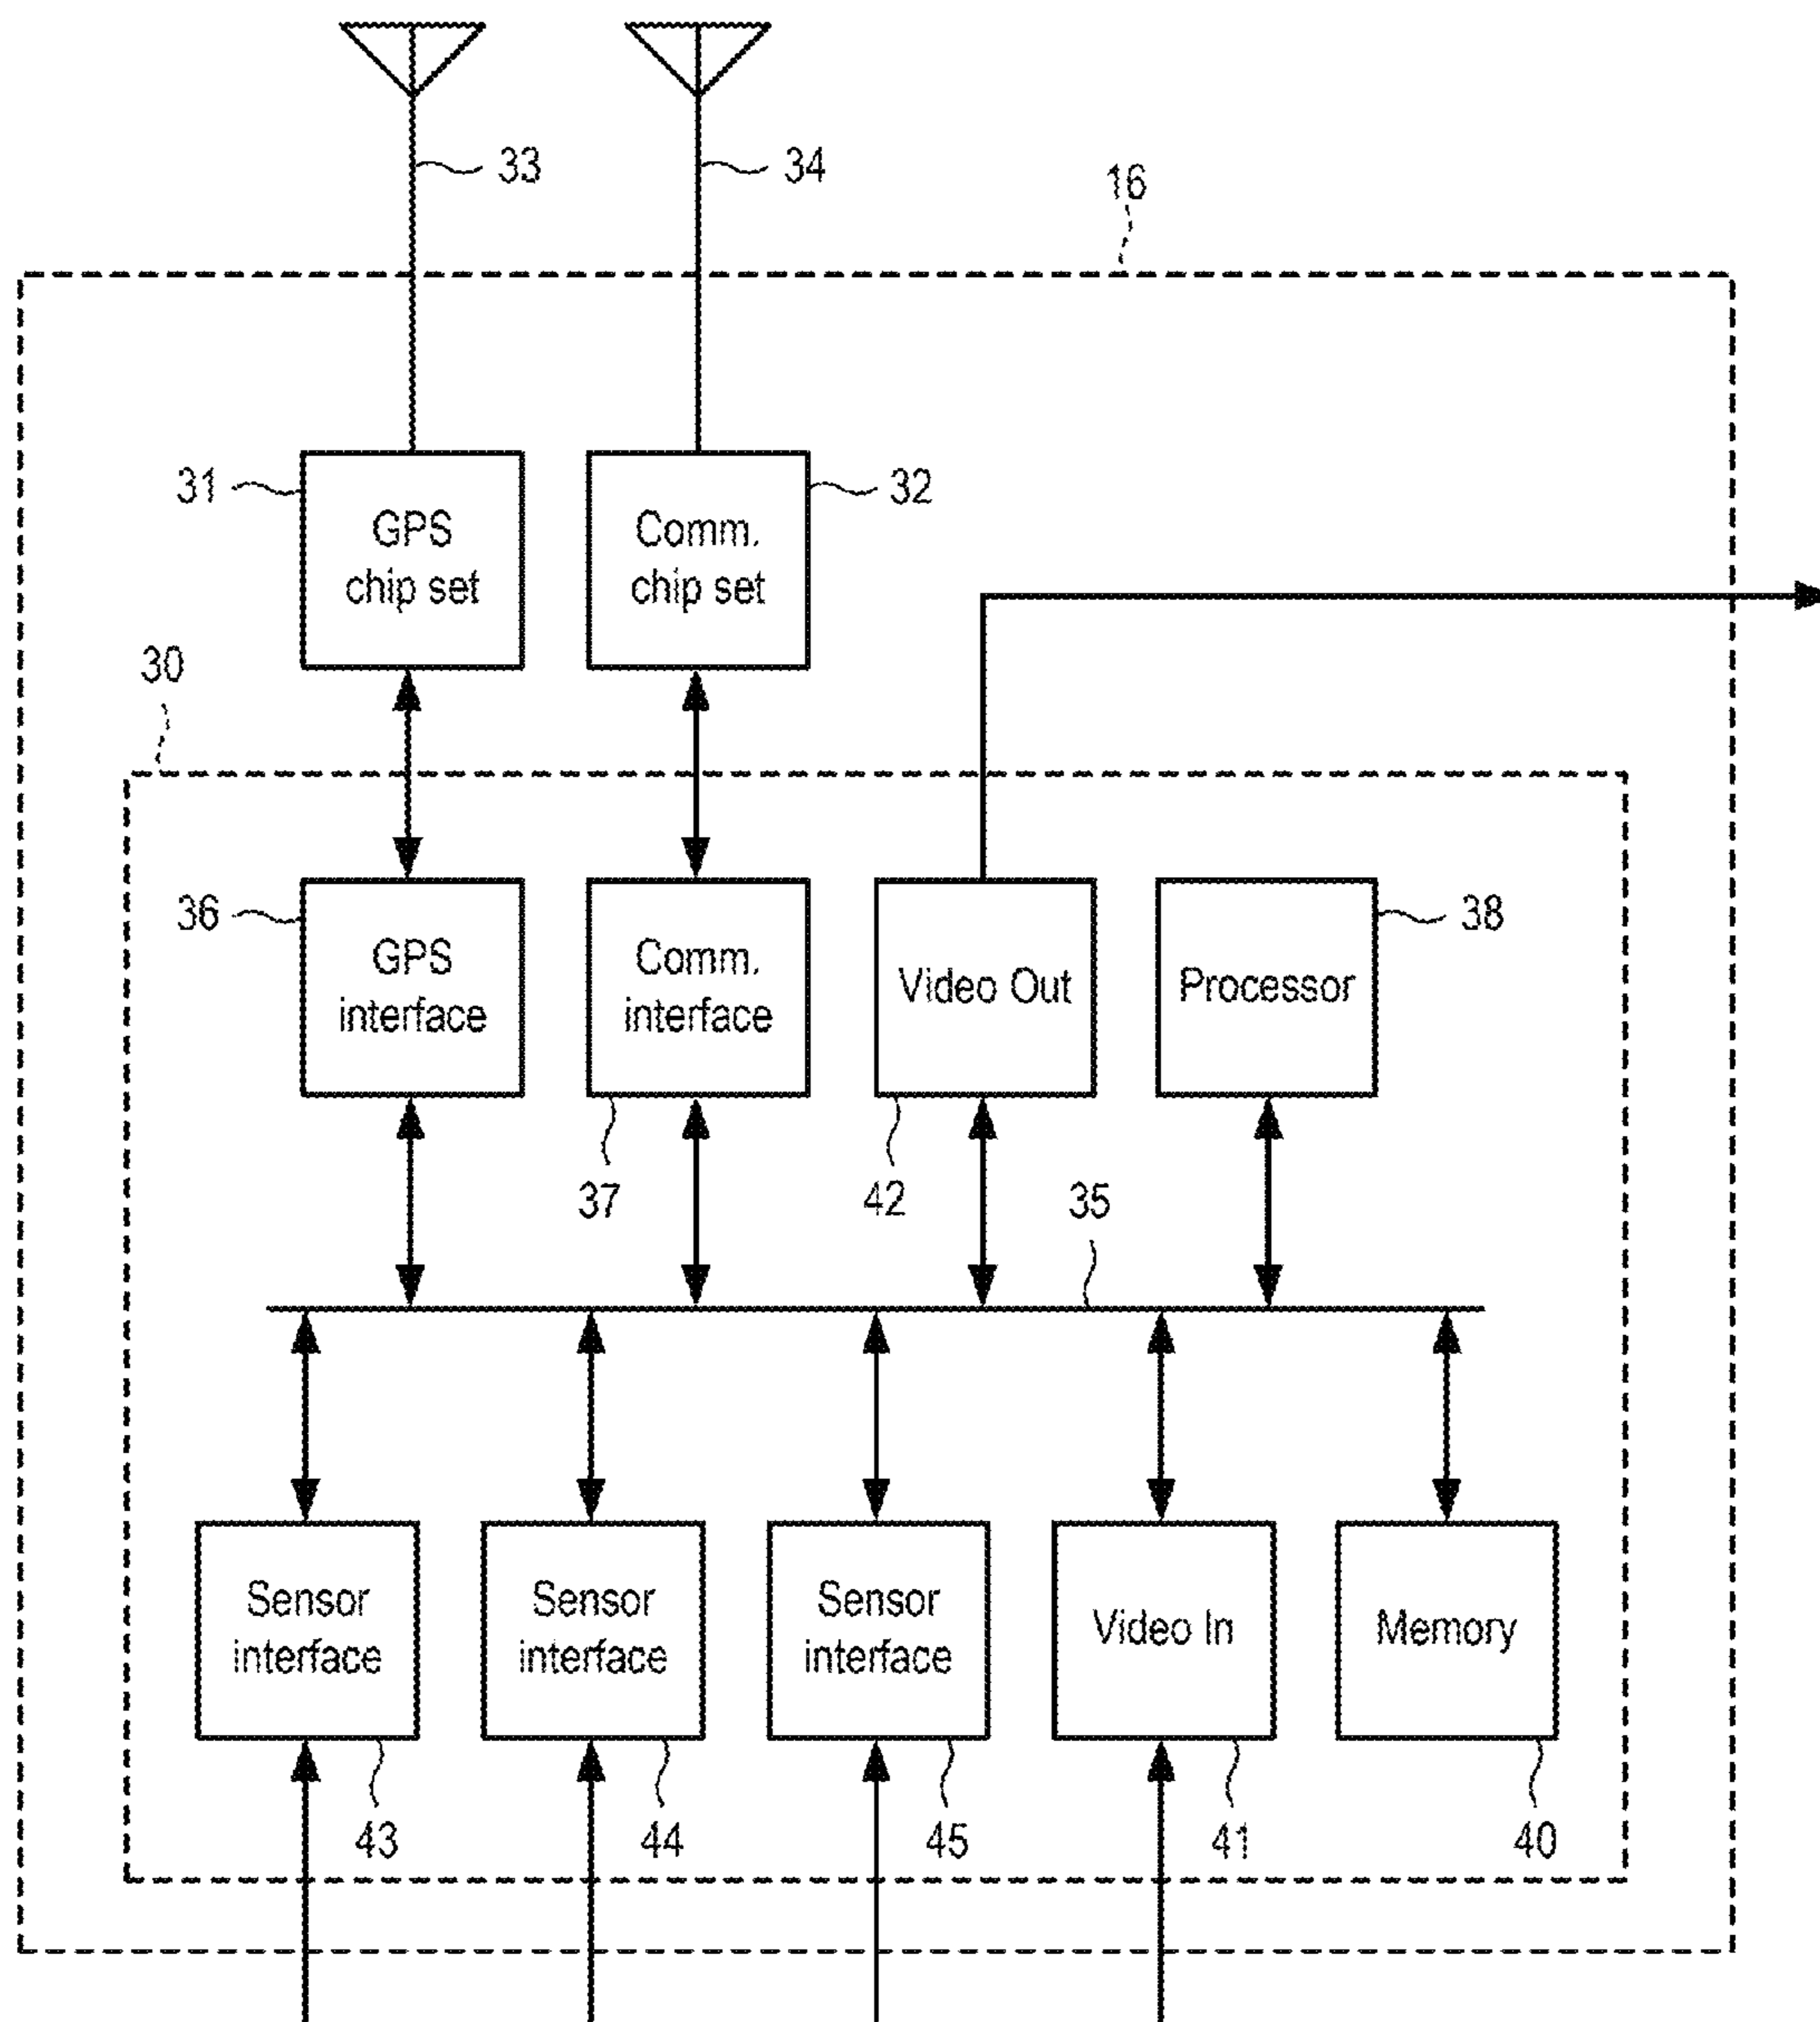 33
34
16
31
GPS
chip set
Comm.
chip set
32
30
36
GPS
interface
Comm.
interface
Video Out
Processor
38
37
42
35
Sensor
interface
Sensor
interface
Sensor
interface
Video In
Memory
43
44
45
41
40